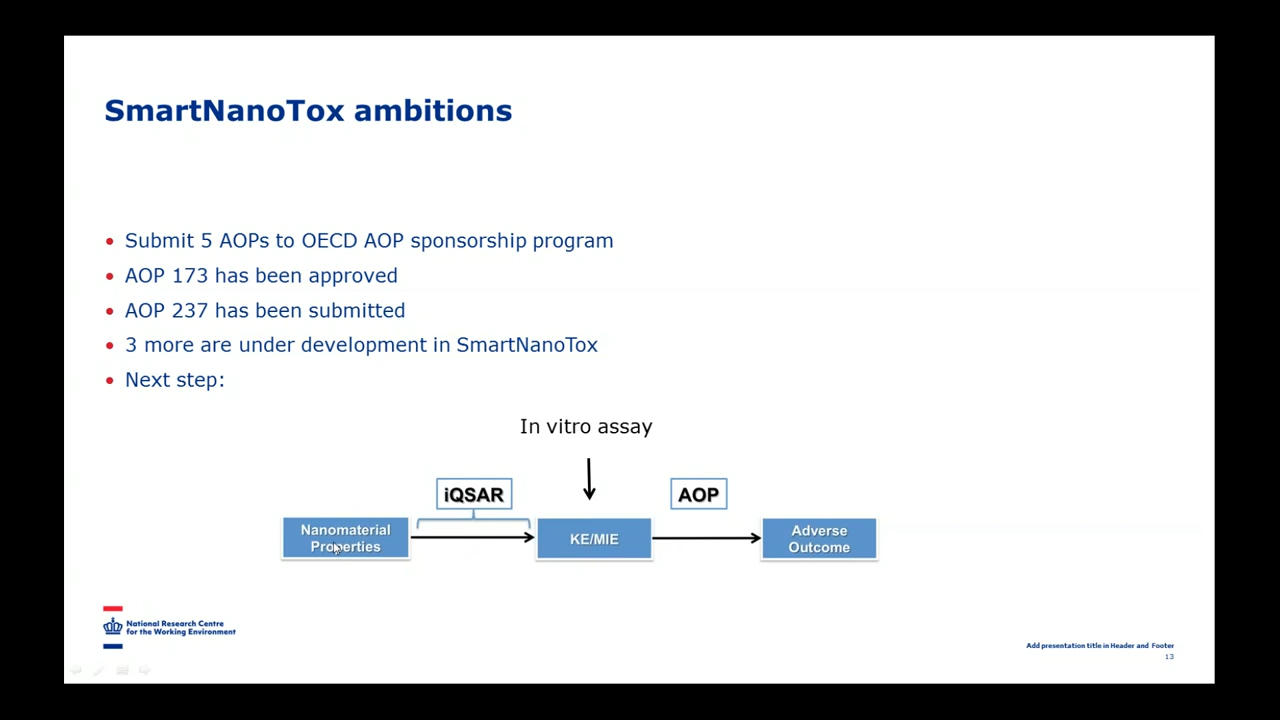 SmartNanoTox ambitions
Submit 5 AOPs to OECD AOP sponsorship program
AOP 173 has been approved
AOP 237 has been submitted
3 more are under development in SmartNanoTox
Next step:
In vitro assay
iQSAR
AOP
Nanomaterial
Properties
KE/MIE
Adverse
Outcome
National Research Centre
for the Working Environment
Add presentation title in Header and Footer
13